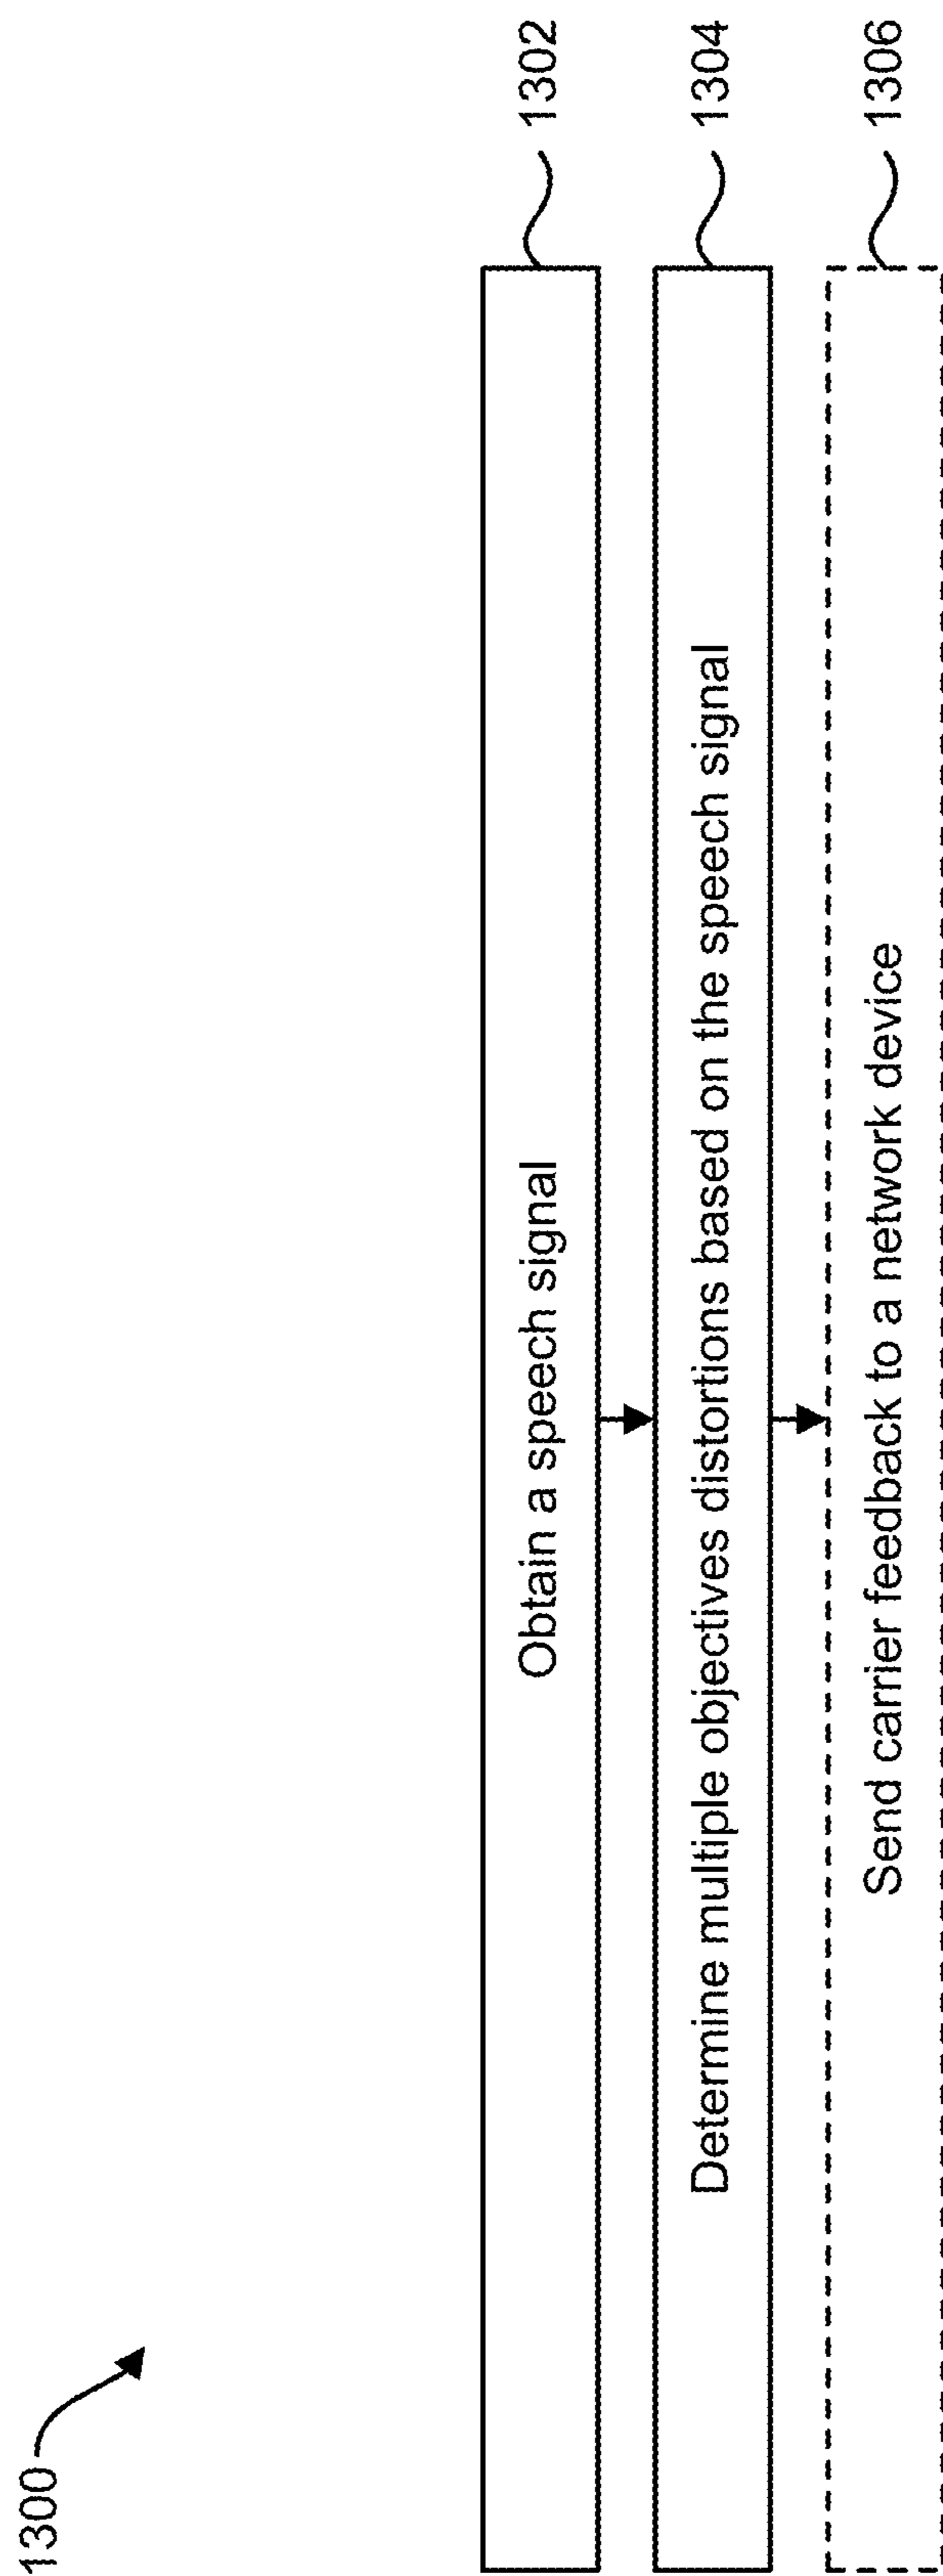 1300
Obtain a speech signal
1302
Determine multiple objectives distortions based on the speech signal
1304
Send carrier feedback to a network device
1306